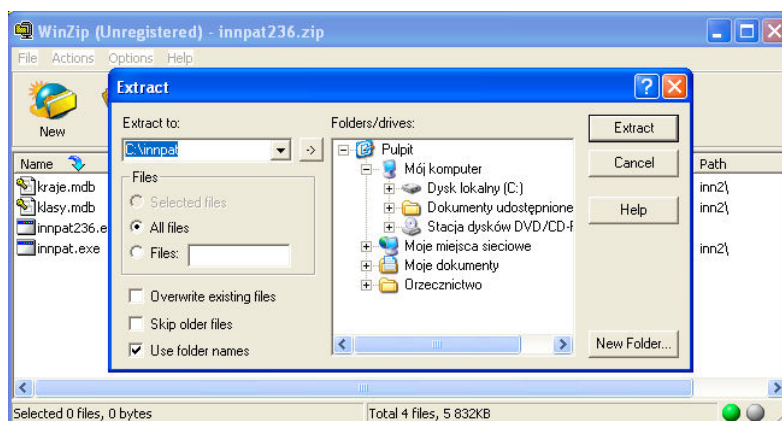 WinZip (Unregistered) - innpat236.zip
File Actions Options Help
New
Extract
Extract to:
C:\innpat
->
Files
Selected files
All files
Files:
Overwrite existing files
Skip older files
Use folder names
Folders/drives:
Pulpit
Mój komputer
Dysk lokalny (C:)
Dokumenty udostępnione
Stacja dysków DVD/CD-R
Moje miejsca sieciowe
Moje dokumenty
Orzecznictwo
Extract
Cancel
Help
New Folder...
Name
kraje.mdb
klasy.mdb
innpat236.e
innpat.exe
Path
inn2\
inn2\
inn2\
Selected 0 files, 0 bytes
Total 4 files, 5 832KB